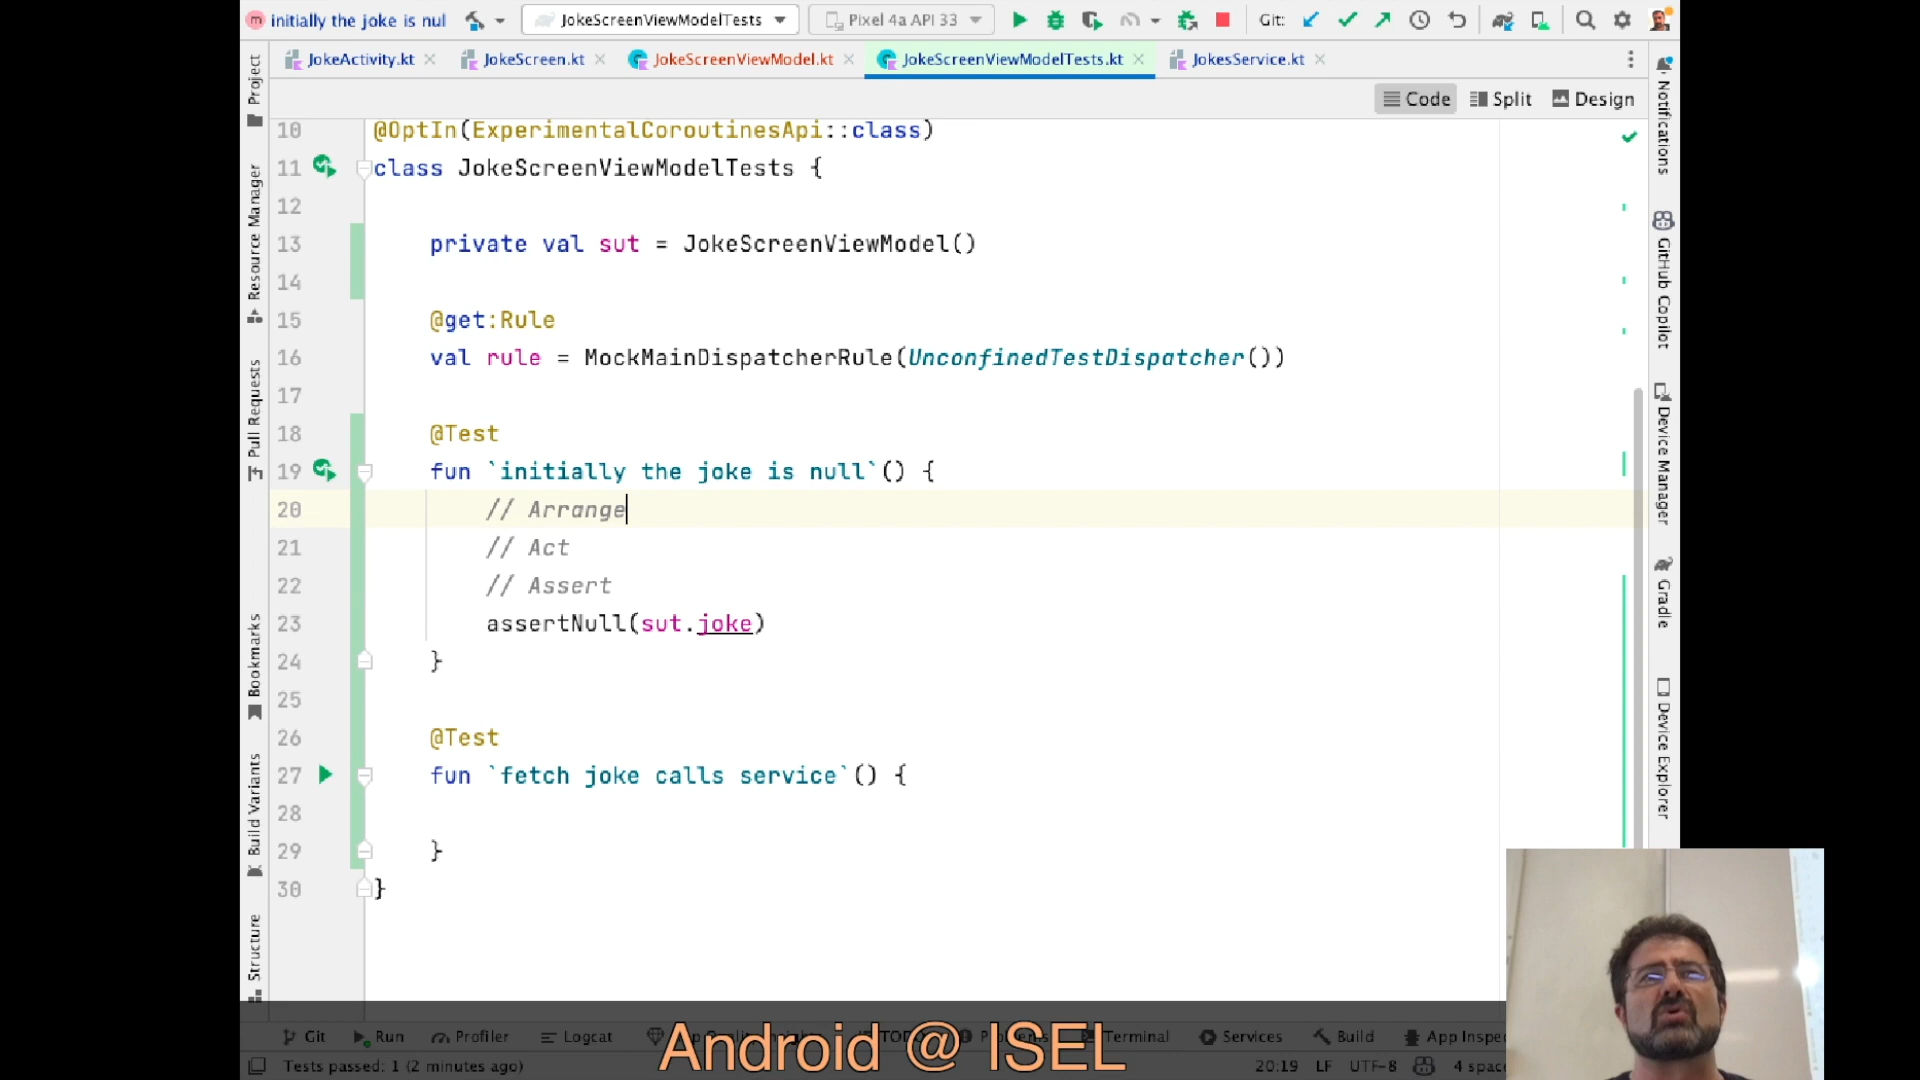 initially the joke is nul
JokeScreenViewModelTests
Pixel 4a API 33
Git:
JokeActivity.kt
JokeScreen.kt
JokeScreenViewModel.kt
JokeScreenViewModelTests.kt
JokesService.kt
Code
Split
Design
Project
Resource Manager
Pull Requests
Bookmarks
Build Variants
Structure
10 @OptIn(ExperimentalCoroutinesApi::class)
11 class JokeScreenViewModelTests {
12
13 private val sut = JokeScreenViewModel()
14
15 @get:Rule
16 val rule = MockMainDispatcherRule(UnconfinedTestDispatcher())
17
18 @Test
19 fun `initially the joke is null`() {
20 // Arrange
21 // Act
22 // Assert
23 assertNull(sut.joke)
24 }
25
26 @Test
27 fun `fetch joke calls service`() {
28
29 }
30 }
Notifications
GitHub Copilot
Device Manager
Gradle
Device Explorer
Git
Run
Profiler
Logcat
Terminal
Services
Build
App Inspe
Android @ ISEL
Tests passed: 1 (2 minutes ago)
20:19
LF
UTF-8
4 spac